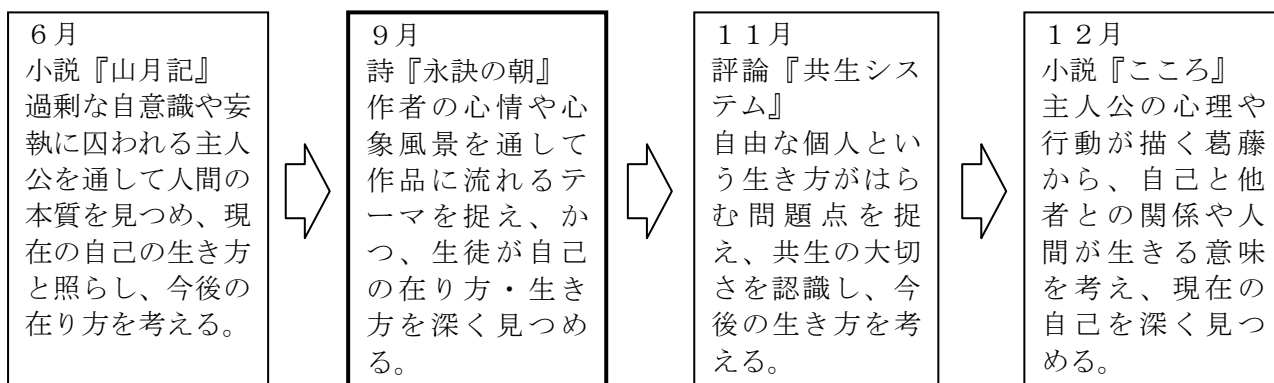 ６月
小説『山月記』
過剰な自意識や妄
執に囚われる主人
公を通して人間の
本質を見つめ、現
在の自己の生き方
と照らし、今後の
在り方を考える。
９月
詩『永訣の朝』
作者の心情や心
象風景を通して
作品に流れるテ
ーマを捉え、か
つ、生徒が自己
の在り方・生き
方を深く見つめ
る。
１１月
評論『共生シス
テム』
自由な個人とい
う生き方がはら
む問題点を捉
え、共生の大切
さを認識し、今
後の生き方を考
える。
１２月
小説『こころ』
主人公の心理や
行動が描く葛藤
から、自己と他
者との関係や人
間が生きる意味
を考え、現在の
自己を深く見つ
める。